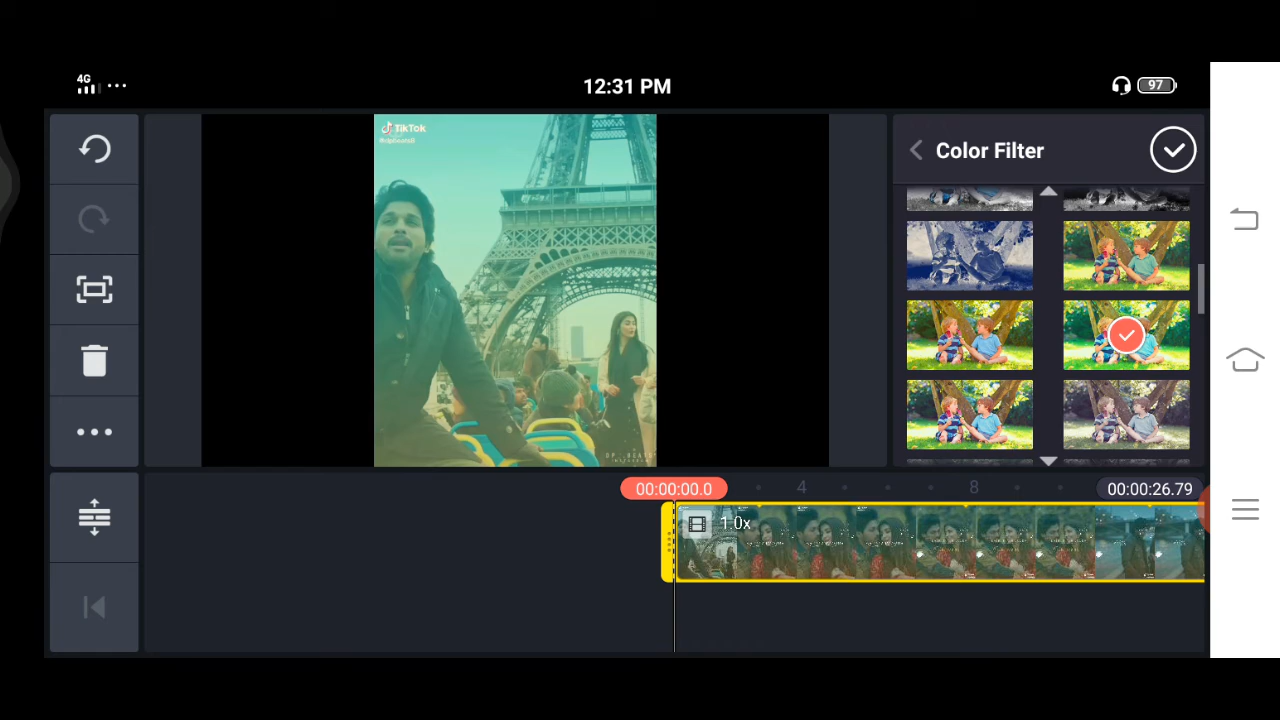 4G
12:31 PM
97
TikTok
Color Filter
00:00:00.0
4
8
00:00:26.79
1.0x